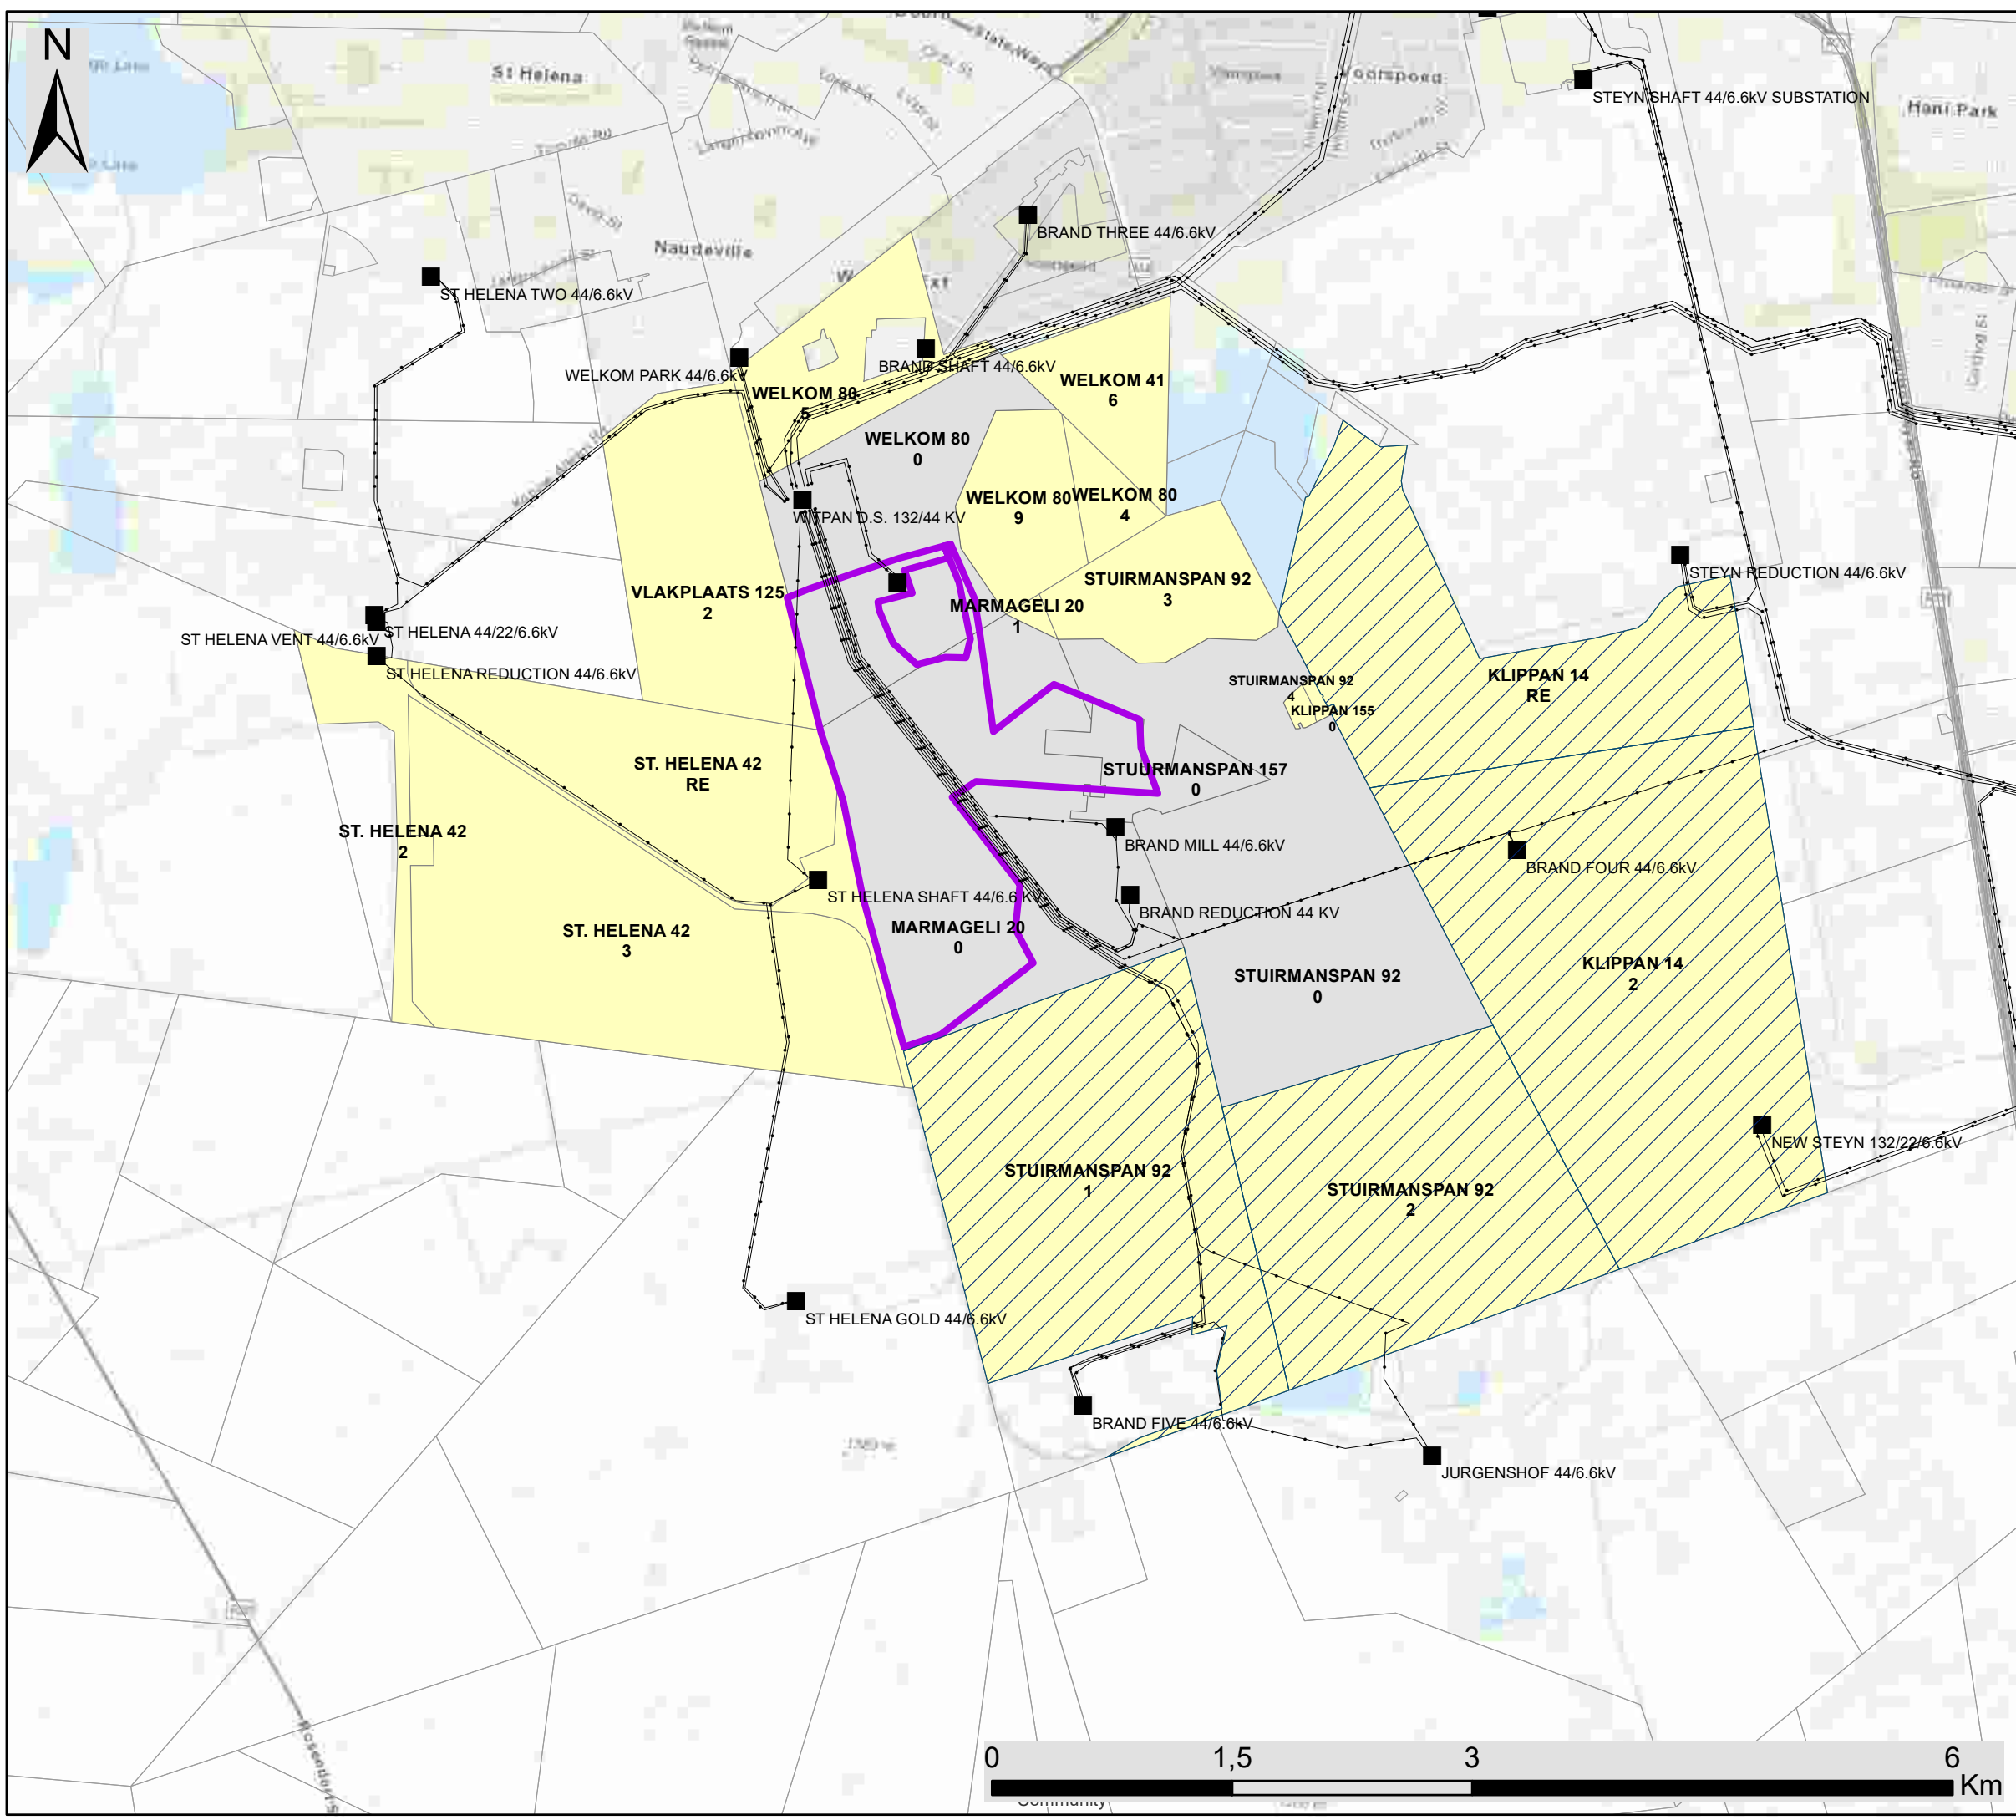 N
St Helena
Naudeville
Hani Park
STEYN SHAFT 44/6.6kV SUBSTATION
BRAND THREE 44/6.6kV
ST HELENA TWO 44/6.6kV
BRAND SHAFT 44/6.6kV
WELKOM PARK 44/6.6kV
WELKOM 80
5
WELKOM 41
6
WELKOM 80
0
WELKOM 80
9
WELKOM 80
4
WITPAN D.S. 132/44 KV
STEYN REDUCTION 44/6.6kV
STUIRMANSPAN 92
3
VLAKPLAATS 125
2
MARMAGELI 20
1
ST HELENA 44/22/6.6kV
ST HELENA VENT 44/6.6kV
ST HELENA REDUCTION 44/6.6kV
STUIRMANSPAN 92
4
KLIPPAN 155
0
KLIPPAN 14
RE
ST. HELENA 42
RE
STUURMANSPAN 157
0
ST. HELENA 42
2
BRAND MILL 44/6.6kV
BRAND FOUR 44/6.6kV
ST HELENA SHAFT 44/6.6 KV
BRAND REDUCTION 44 KV
MARMAGELI 20
0
ST. HELENA 42
3
KLIPPAN 14
2
STUIRMANSPAN 92
0
NEW STEYN 132/22/6.6kV
STUIRMANSPAN 92
1
STUIRMANSPAN 92
2
ST HELENA GOLD 44/6.6kV
BRAND FIVE 44/6.6kV
JURGENSHOF 44/6.6kV
0 1,5 3 6
Km
Community